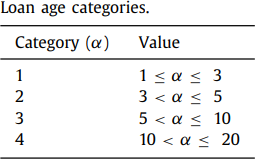 Loan age categories.
Category (α) Value
1 1 ≤ α ≤ 3
2 3 < α ≤ 5
3 5 < α ≤ 10
4 10 < α ≤ 20